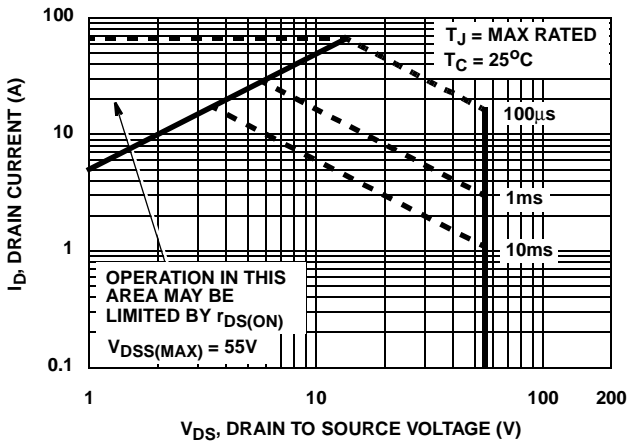 100
10
1
0.1
I_D, DRAIN CURRENT (A)
T_J = MAX RATED
T_C = 25°C
100μs
1ms
10ms
OPERATION IN THIS
AREA MAY BE
LIMITED BY r_DS(ON)
V_DSS(MAX) = 55V
1 10 100 200
V_DS, DRAIN TO SOURCE VOLTAGE (V)